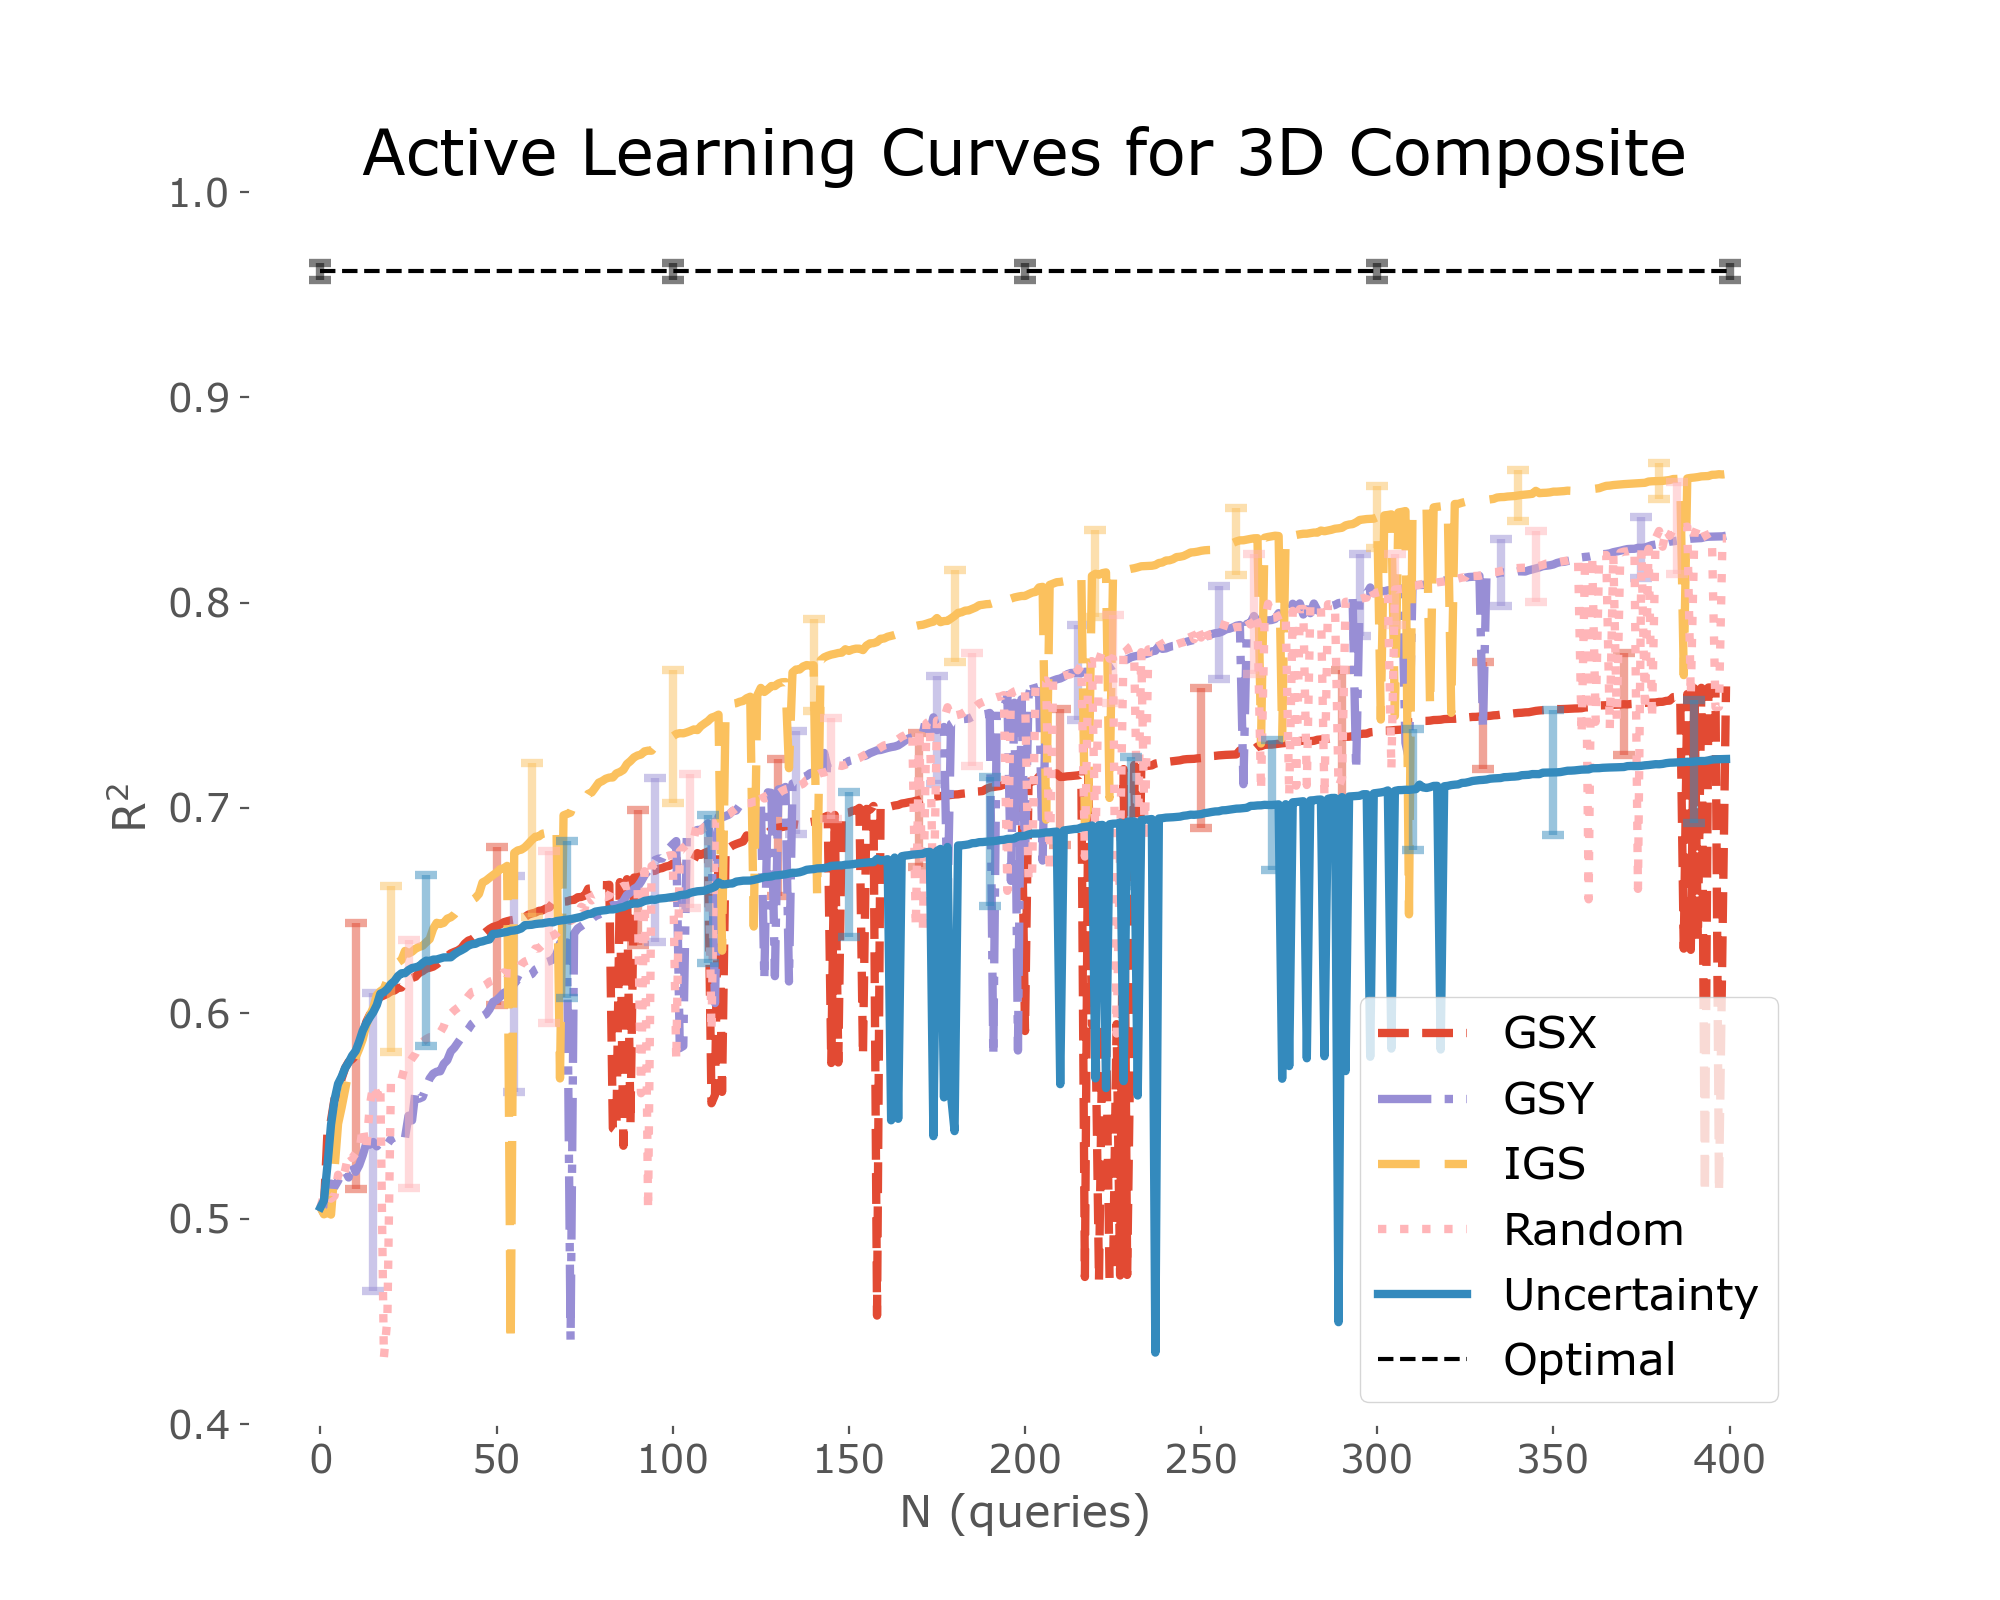 Active Learning Curves for 3D Composite
1.0
0.9
0.8
0.7
0.6
0.5
0.4
R²
0 50 100 150 200 250 300 350 400
N (queries)
GSX
GSY
IGS
Random
Uncertainty
Optimal